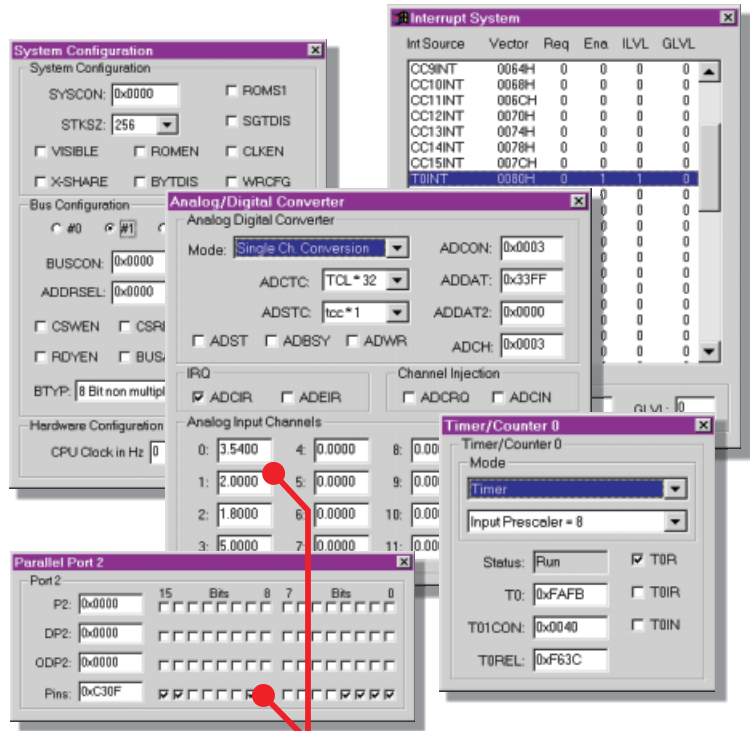 Interrupt System
Int Source Vector Req Ena ILVL GLVL
CC9INT 0064H 0 0 0 0
CC10INT 0068H 0 0 0 0
CC11INT 006CH 0 0 0 0
CC12INT 0070H 0 0 0 0
CC13INT 0074H 0 0 0 0
CC14INT 0078H 0 0 0 0
CC15INT 007CH 0 0 0 0
T0INT 0080H 0 1 1 0
GLVL: 0
System Configuration
System Configuration
SYSCON: 0x0000 ROMS1
STKSZ: 256 SGTDIS
VISIBLE ROMEN CLKEN
X-SHARE BYTDIS WRCFG
Bus Configuration
#0 #1
BUSCON: 0x0000
ADDRSEL: 0x0000
CSWEN
RDYEN
BTYP: 8 Bit non
Hardware Configuration
CPU Clock in Hz 0
Analog/Digital Converter
Analog Digital Converter
Mode: Single Ch. Conversion ADCON: 0x0003
ADCTC: TCL * 32 ADDAT: 0x33FF
ADSTC: tcc * 1 ADDAT2: 0x0000
ADST ADBSY ADWR ADCH: 0x0003
IRQ Channel Injection
ADCIR ADEIR ADCRQ ADCIN
Analog Input Channels
0: 3.5400 4: 0.0000 8: 0.00
1: 2.0000 5: 0.0000 9: 0.00
2: 1.8000 6: 0.0000 10: 0.00
3: 5.0000 7: 0.0000 11: 0.00
Timer/Counter 0
Timer/Counter 0
Mode
Timer
Input Prescaler = 8
Status: Run T0R
T0: 0xFAFB T0IR
T01CON: 0x0040 T0IN
T0REL: 0xF63C
Parallel Port 2
Port 2
15 Bits 8 7 Bits 0
P2: 0x0000
DP2: 0x0000
ODP2: 0x0000
Pins: 0xC30F